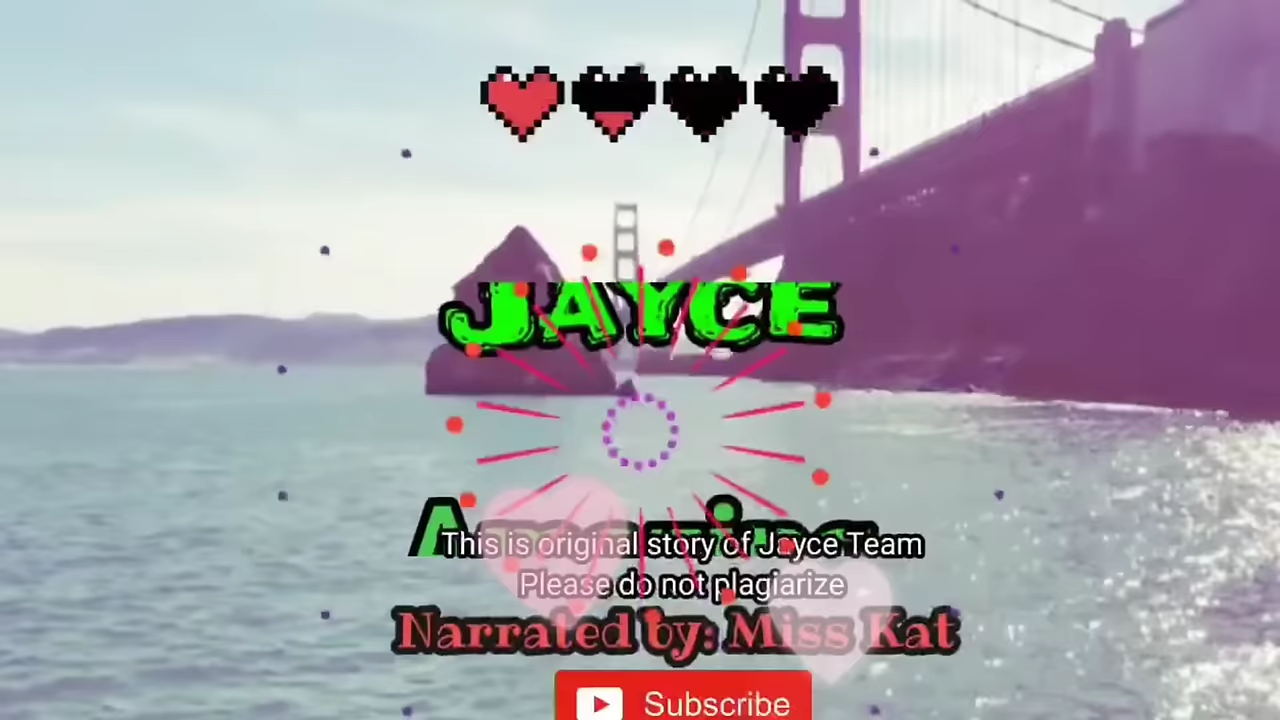 JAYCE
This is original story of Jayce Team
Please do not plagiarize
Narrated by: Miss Kat
Subscribe